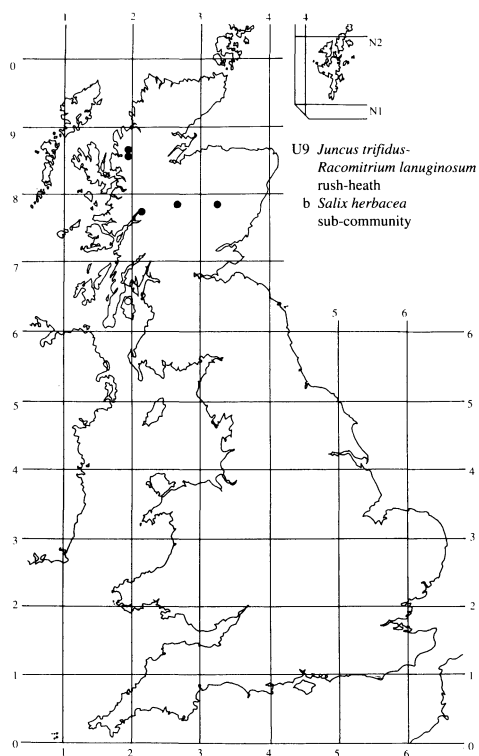 1 2 3 4
4
N2
0
N1
9
U9 Juncus trifidus-
Racomitrium lanuginosum
rush-heath
b Salix herbacea
sub-community
8
7
5 6
6 6
5 5
4 4
3 3
2 2
1 1
0 0
1 2 3 4 5 6